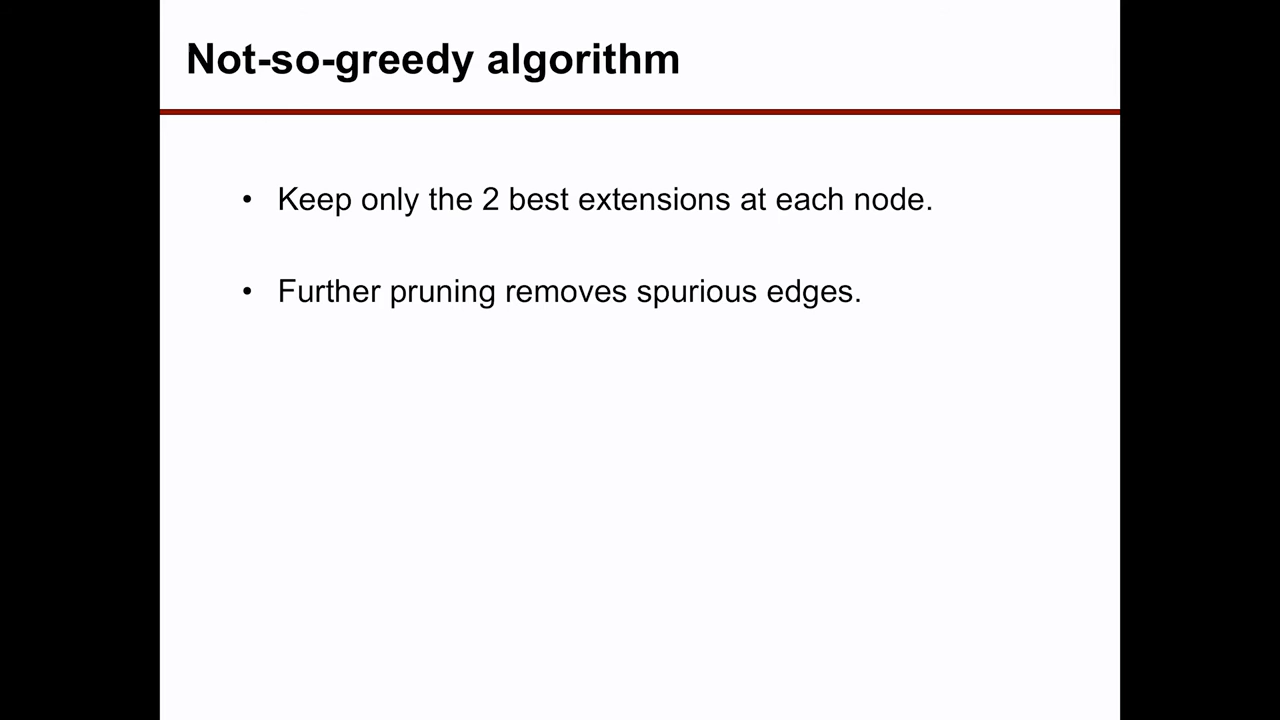 Not-so-greedy algorithm
• Keep only the 2 best extensions at each node.
• Further pruning removes spurious edges.